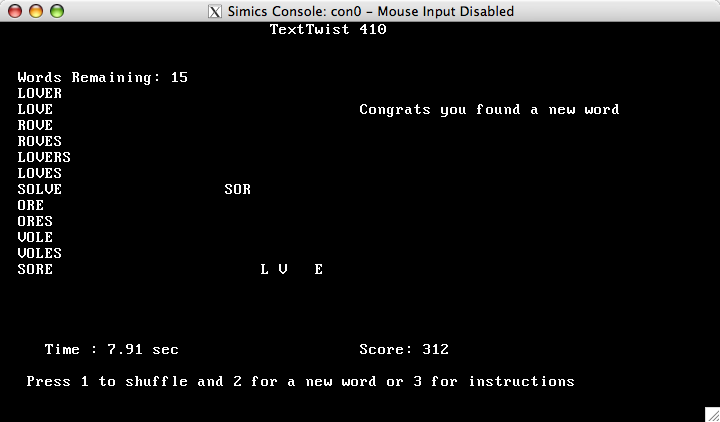 Simics Console: con0 – Mouse Input Disabled
TextTwist 410
Words Remaining: 15
LOVER
LOVE Congrats you found a new word
ROVE
ROVES
LOVERS
LOVES
SOLVE SOR
ORE
ORES
VOLE
VOLES
SORE L V E
Time : 7.91 sec Score: 312
Press 1 to shuffle and 2 for a new word or 3 for instructions